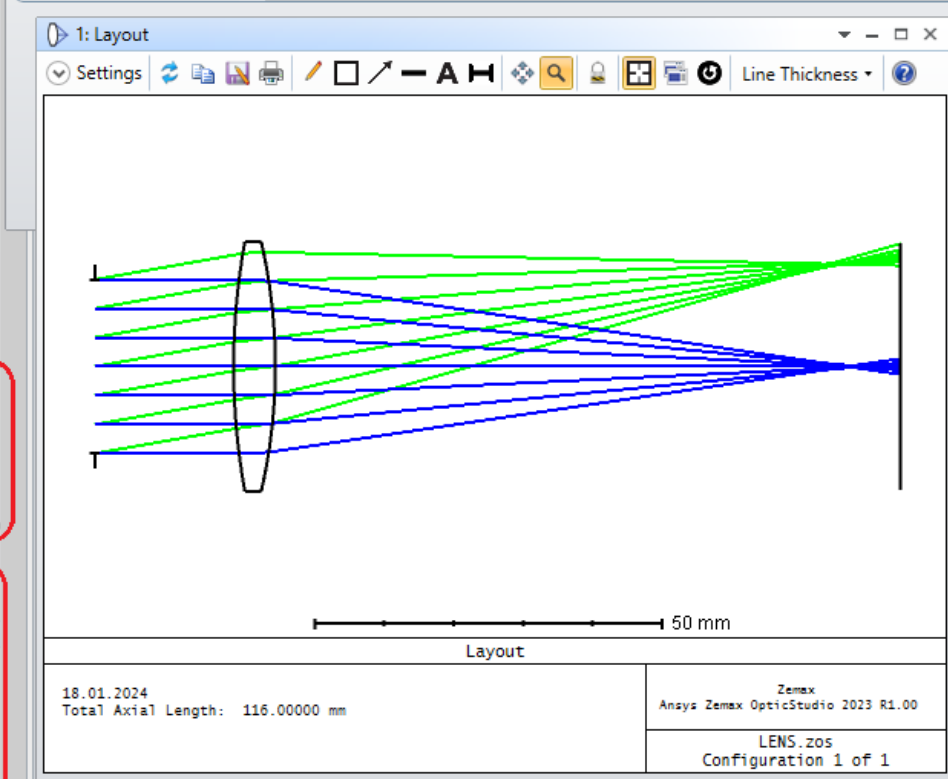 1: Layout
Settings
A
Line Thickness
?
50 mm
Layout
18.01.2024
Total Axial Length: 116.00000 mm
Zemax
Ansys Zemax OpticStudio 2023 R1.00
LENS.zos
Configuration 1 of 1